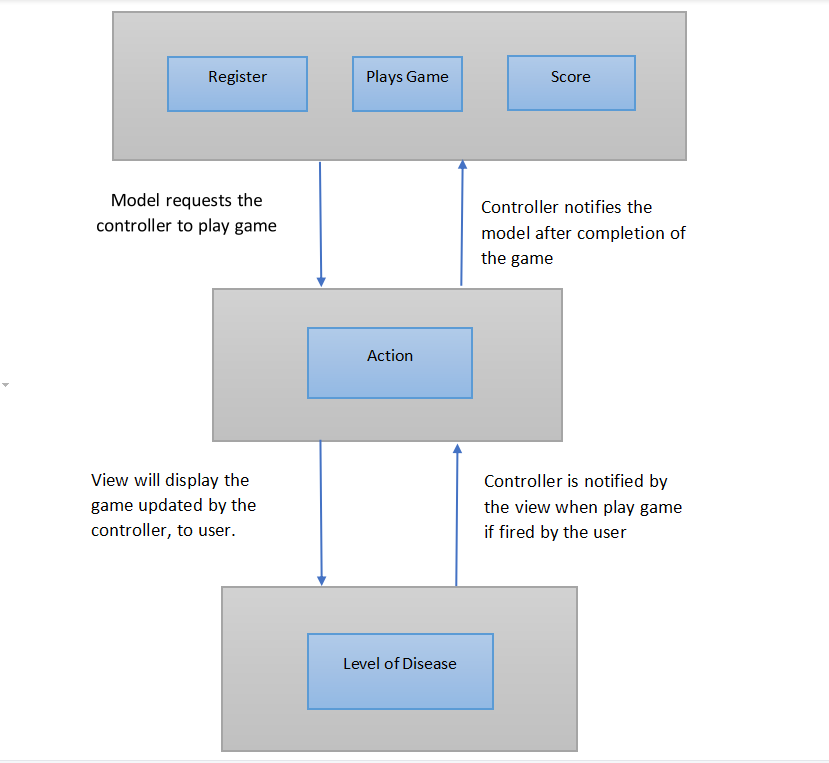 Register
Plays Game
Score
Model requests the
controller to play game
Controller notifies the
model after completion of
the game
Action
View will display the
game updated by the
controller, to user.
Controller is notified by
the view when play game
if fired by the user
Level of Disease